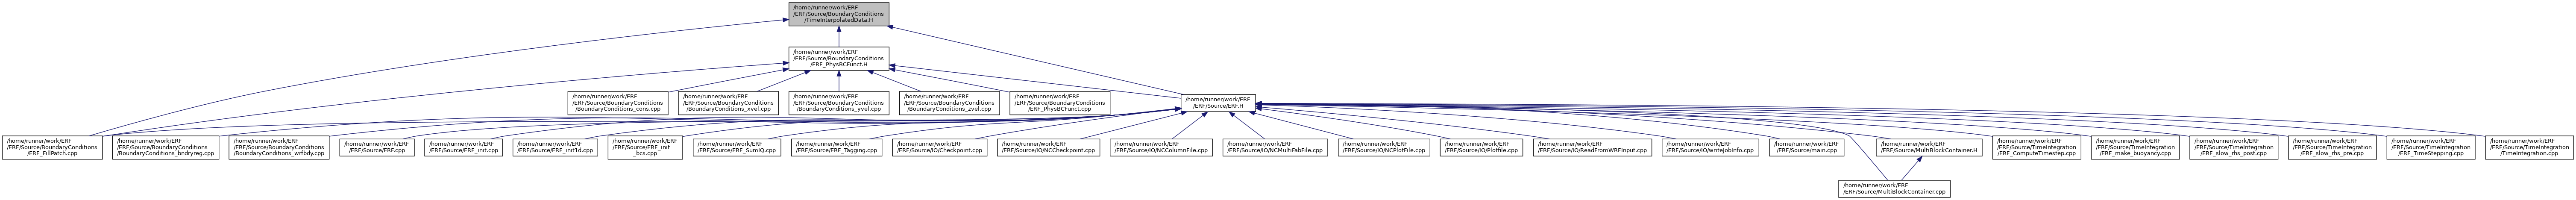 /home/runner/work/ERF
/ERF/Source/BoundaryConditions
/TimeInterpolatedData.H
/home/runner/work/ERF
/ERF/Source/BoundaryConditions
/ERF_PhysBCFunct.H
/home/runner/work/ERF
/ERF/Source/BoundaryConditions
/BoundaryConditions_cons.cpp
/home/runner/work/ERF
/ERF/Source/BoundaryConditions
/BoundaryConditions_xvel.cpp
/home/runner/work/ERF
/ERF/Source/BoundaryConditions
/BoundaryConditions_yvel.cpp
/home/runner/work/ERF
/ERF/Source/BoundaryConditions
/BoundaryConditions_zvel.cpp
/home/runner/work/ERF
/ERF/Source/BoundaryConditions
/ERF_PhysBCFunct.cpp
/home/runner/work/ERF
/ERF/Source/ERF.H
/home/runner/work/ERF
/ERF/Source/BoundaryConditions
/ERF_FillPatch.cpp
/home/runner/work/ERF
/ERF/Source/BoundaryConditions
/BoundaryConditions_bndryreg.cpp
/home/runner/work/ERF
/ERF/Source/BoundaryConditions
/BoundaryConditions_wrfbdy.cpp
/home/runner/work/ERF
/ERF/Source/ERF.cpp
/home/runner/work/ERF
/ERF/Source/ERF_init.cpp
/home/runner/work/ERF
/ERF/Source/ERF_init1d.cpp
/home/runner/work/ERF
/ERF/Source/ERF_init
_bcs.cpp
/home/runner/work/ERF
/ERF/Source/ERF_SumIQ.cpp
/home/runner/work/ERF
/ERF/Source/ERF_Tagging.cpp
/home/runner/work/ERF
/ERF/Source/IO/Checkpoint.cpp
/home/runner/work/ERF
/ERF/Source/IO/NCCheckpoint.cpp
/home/runner/work/ERF
/ERF/Source/IO/NCColumnFile.cpp
/home/runner/work/ERF
/ERF/Source/IO/NCMultiFabFile.cpp
/home/runner/work/ERF
/ERF/Source/IO/NCPlotFile.cpp
/home/runner/work/ERF
/ERF/Source/IO/Plotfile.cpp
/home/runner/work/ERF
/ERF/Source/IO/ReadFromWRFInput.cpp
/home/runner/work/ERF
/ERF/Source/IO/writeJobInfo.cpp
/home/runner/work/ERF
/ERF/Source/main.cpp
/home/runner/work/ERF
/ERF/Source/MultiBlockContainer.H
/home/runner/work/ERF
/ERF/Source/TimeIntegration
/ERF_ComputeTimestep.cpp
/home/runner/work/ERF
/ERF/Source/TimeIntegration
/ERF_make_buoyancy.cpp
/home/runner/work/ERF
/ERF/Source/TimeIntegration
/ERF_slow_rhs_post.cpp
/home/runner/work/ERF
/ERF/Source/TimeIntegration
/ERF_slow_rhs_pre.cpp
/home/runner/work/ERF
/ERF/Source/TimeIntegration
/ERF_TimeStepping.cpp
/home/runner/work/ERF
/ERF/Source/TimeIntegration
/TimeIntegration.cpp
/home/runner/work/ERF
/ERF/Source/MultiBlockContainer.cpp